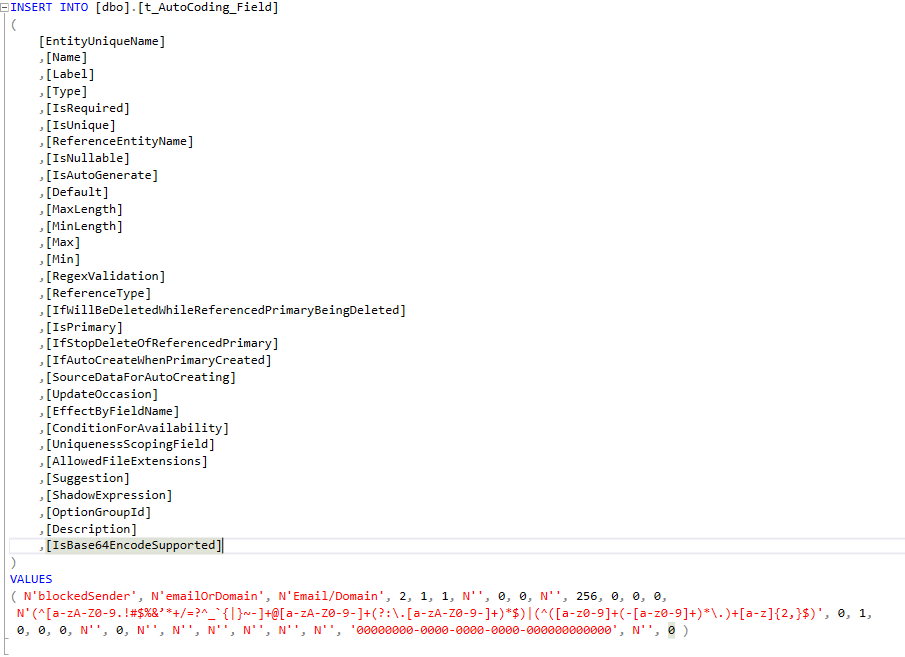 INSERT INTO [dbo].[t_AutoCoding_Field]
(
[EntityUniqueName]
,[Name]
,[Label]
,[Type]
,[IsRequired]
,[IsUnique]
,[ReferenceEntityName]
,[IsNullable]
,[IsAutoGenerate]
,[Default]
,[MaxLength]
,[MinLength]
,[Max]
,[Min]
,[RegexValidation]
,[ReferenceType]
,[IfWillBeDeletedWhileReferencedPrimaryBeingDeleted]
,[IsPrimary]
,[IfStopDeleteOfReferencedPrimary]
,[IfAutoCreateWhenPrimaryCreated]
,[SourceDataForAutoCreating]
,[UpdateOccasion]
,[EffectByFieldName]
,[ConditionForAvailability]
,[UniquenessScopingField]
,[AllowedFileExtensions]
,[Suggestion]
,[ShadowExpression]
,[OptionGroupId]
,[Description]
,[IsBase64EncodeSupported]
)
VALUES
( N'blockedSender', N'emailOrDomain', N'Email/Domain', 2, 1, 1, N'', 0, 0, N'', 256, 0, 0, 0,
N'(^[a-zA-Z0-9.!#$%&’*+/=?^_`{|}~-]+@[a-zA-Z0-9-]+(?:\.[a-zA-Z0-9-]+)*$)|(^([a-z0-9]+(-[a-z0-9]+)*\.)+[a-z]{2,}$)', 0, 1,
0, 0, 0, N'', 0, N'', N'', N'', N'', N'', N'', '00000000-0000-0000-0000-000000000000', N'', 0 )